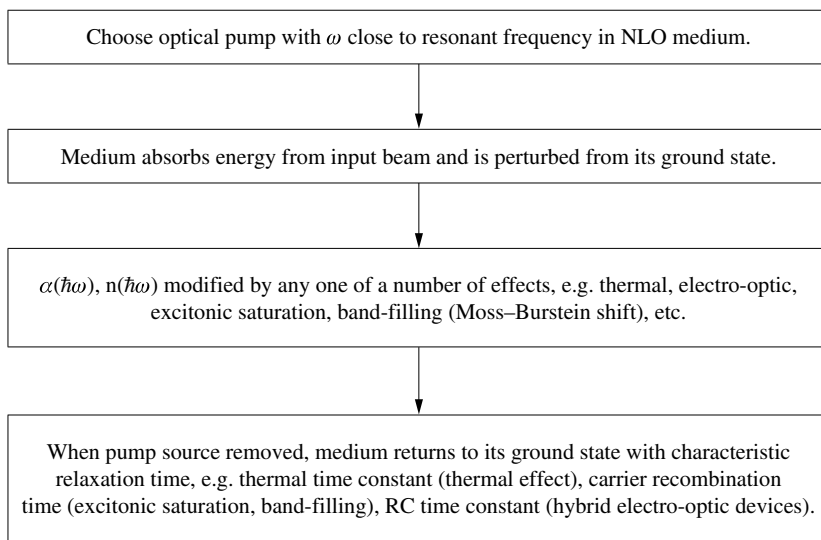 Choose optical pump with ω close to resonant frequency in NLO medium.
Medium absorbs energy from input beam and is perturbed from its ground state.
α(ħω), n(ħω) modified by any one of a number of effects, e.g. thermal, electro-optic,
excitonic saturation, band-filling (Moss–Burstein shift), etc.
When pump source removed, medium returns to its ground state with characteristic
relaxation time, e.g. thermal time constant (thermal effect), carrier recombination
time (excitonic saturation, band-filling), RC time constant (hybrid electro-optic devices).